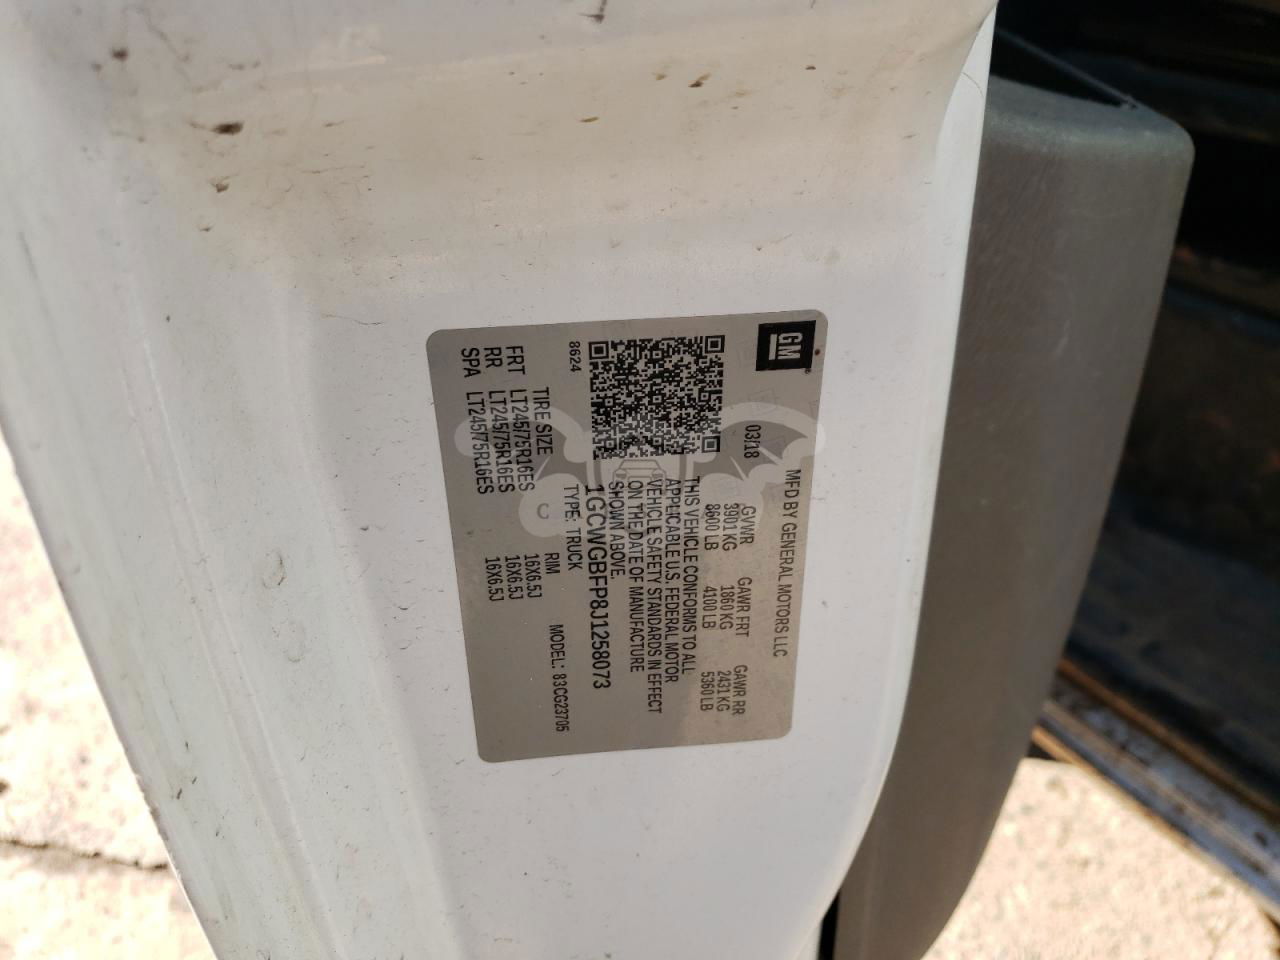 GM
03/18
MFD BY GENERAL MOTORS LLC
GVWR GAWR FRT GAWR RR
3901 KG 1860 KG 2431 KG
8600 LB 4100 LB 5360 LB
THIS VEHICLE CONFORMS TO ALL
APPLICABLE U.S. FEDERAL MOTOR
VEHICLE SAFETY STANDARDS IN EFFECT
ON THE DATE OF MANUFACTURE
SHOWN ABOVE.
1GCWGBFP8J1258073
8624 TYPE: TRUCK MODEL: 83CG23705
TIRE SIZE RIM
FRT LT245/75R16ES 16X6.5J
RR LT245/75R16ES 16X6.5J
SPA LT245/75R16ES 16X6.5J